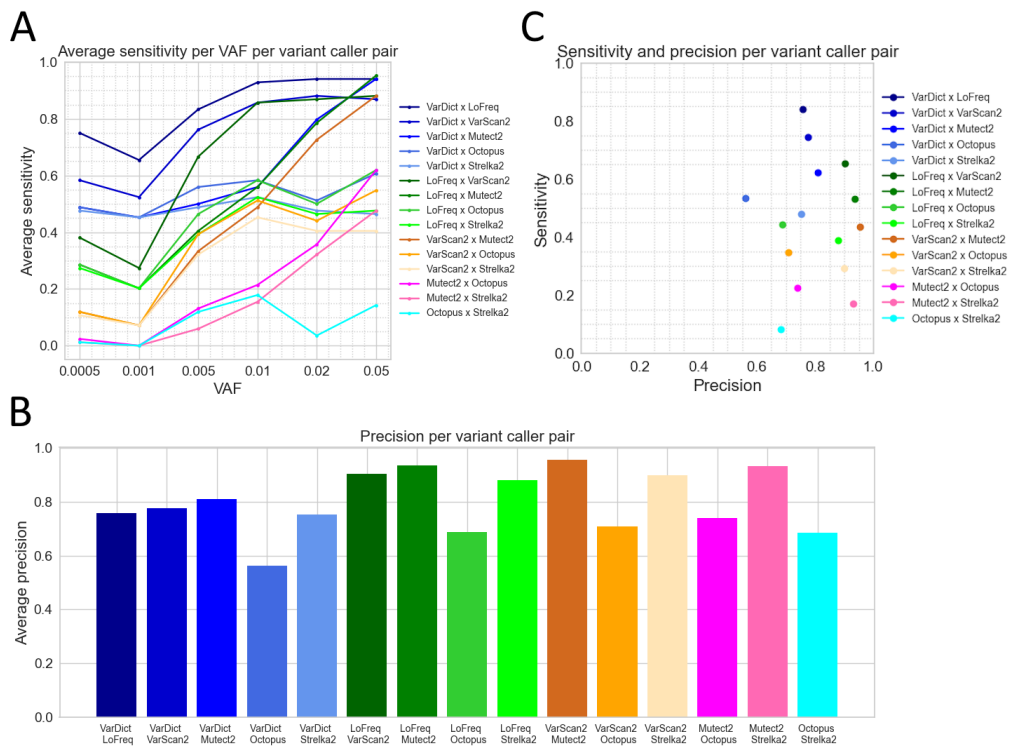 A
Average sensitivity per VAF per variant caller pair
1.0
0.8
0.6
0.4
0.2
0.0
Average sensitivity
0.0005 0.001 0.005 0.01 0.02 0.05
VAF
VarDict x LoFreq
VarDict x VarScan2
VarDict x Mutect2
VarDict x Octopus
VarDict x Strelka2
LoFreq x VarScan2
LoFreq x Mutect2
LoFreq x Octopus
LoFreq x Strelka2
VarScan2 x Mutect2
VarScan2 x Octopus
VarScan2 x Strelka2
Mutect2 x Octopus
Mutect2 x Strelka2
Octopus x Strelka2
C
Sensitivity and precision per variant caller pair
1.0
0.8
0.6
0.4
0.2
0.0
Sensitivity
0.0 0.2 0.4 0.6 0.8 1.0
Precision
VarDict x LoFreq
VarDict x VarScan2
VarDict x Mutect2
VarDict x Octopus
VarDict x Strelka2
LoFreq x VarScan2
LoFreq x Mutect2
LoFreq x Octopus
LoFreq x Strelka2
VarScan2 x Mutect2
VarScan2 x Octopus
VarScan2 x Strelka2
Mutect2 x Octopus
Mutect2 x Strelka2
Octopus x Strelka2
B
Precision per variant caller pair
1.0
0.8
0.6
0.4
0.2
0.0
Average precision
VarDict VarDict VarDict VarDict VarDict LoFreq LoFreq LoFreq LoFreq VarScan2 VarScan2 VarScan2 Mutect2 Mutect2 Octopus
LoFreq VarScan2 Mutect2 Octopus Strelka2 VarScan2 Mutect2 Octopus Strelka2 Mutect2 Octopus Strelka2 Octopus Strelka2 Strelka2